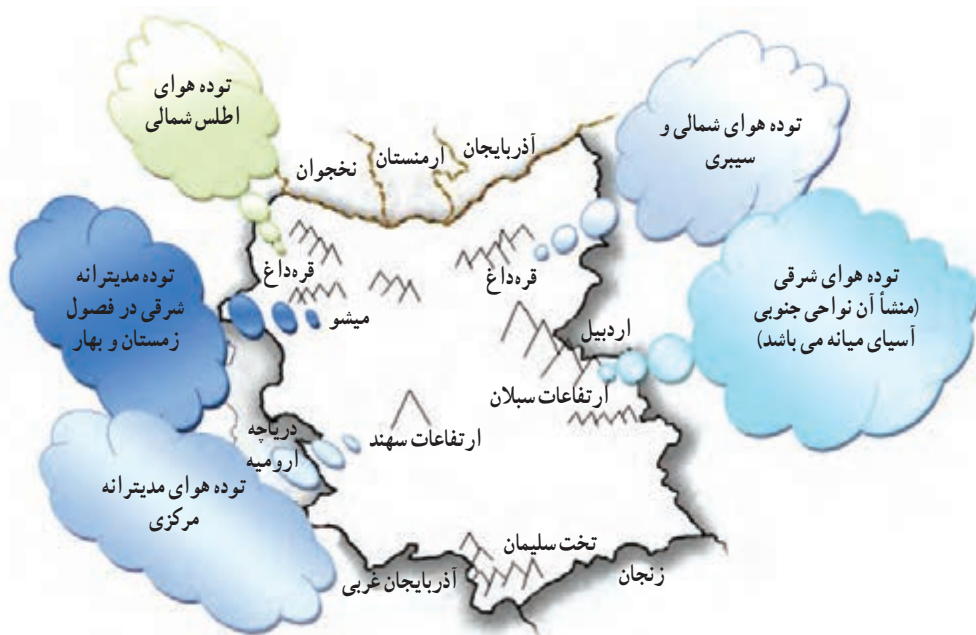 توده هوای
اطلس شمالی
توده هوای شمالی و
سیبری
آذربایجان
ارمنستان
نخجوان
قره‌داغ
قره‌داغ
توده مدیترانه
شرقی در فصول
زمستان و بهار
میشو
توده هوای شرقی
(منشأ آن نواحی جنوبی
آسیای میانه می باشد)
اردبیل
ارتفاعات سبلان
ارتفاعات سهند
دریاچه
ارومیه
توده هوای مدیترانه
مرکزی
تخت سلیمان
زنجان
آذربایجان غربی